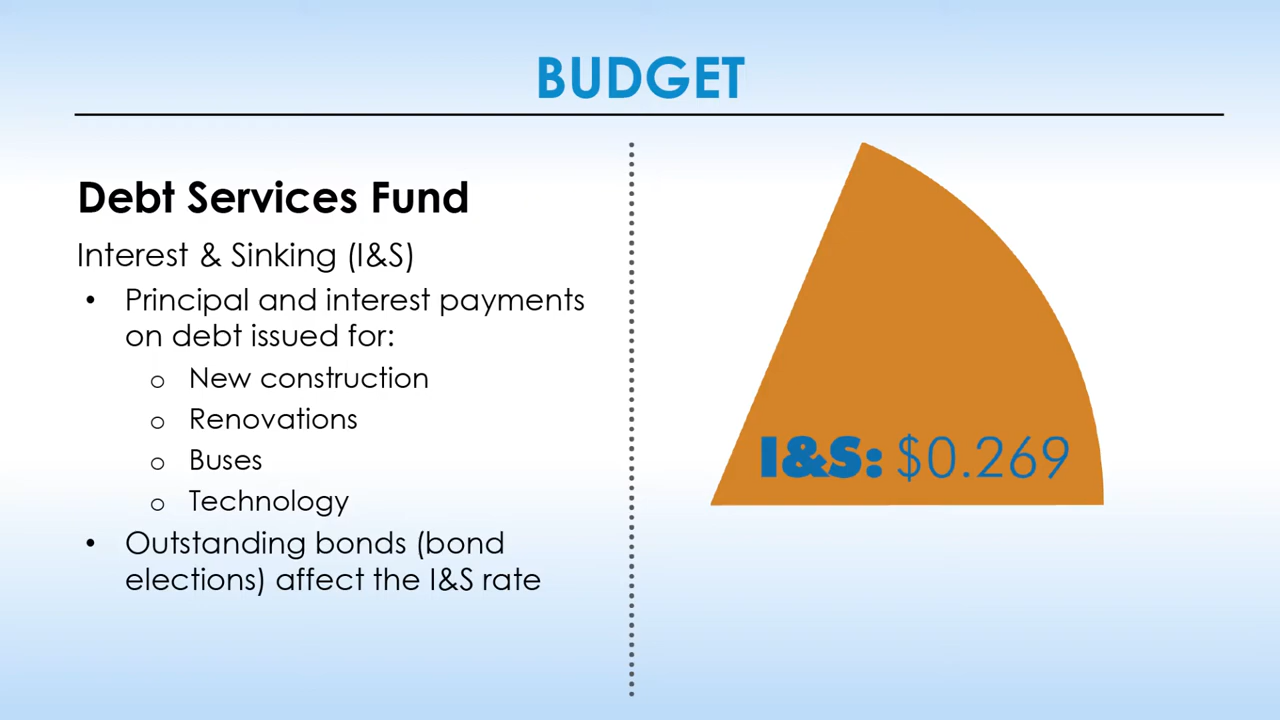 BUDGET
Debt Services Fund
Interest & Sinking (I&S)
• Principal and interest payments
on debt issued for:
o New construction
o Renovations
o Buses
o Technology
• Outstanding bonds (bond
elections) affect the I&S rate
I&S: $0.269